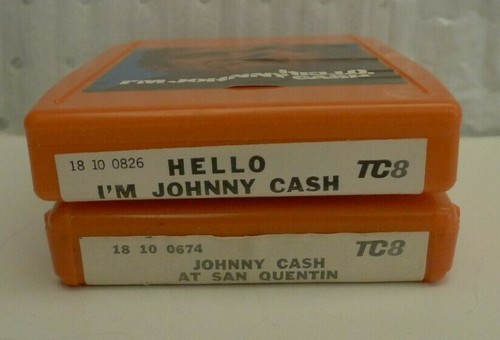 18 10 0826 HELLO TC8
I'M JOHNNY CASH
18 10 0674 TC8
JOHNNY CASH
AT SAN QUENTIN